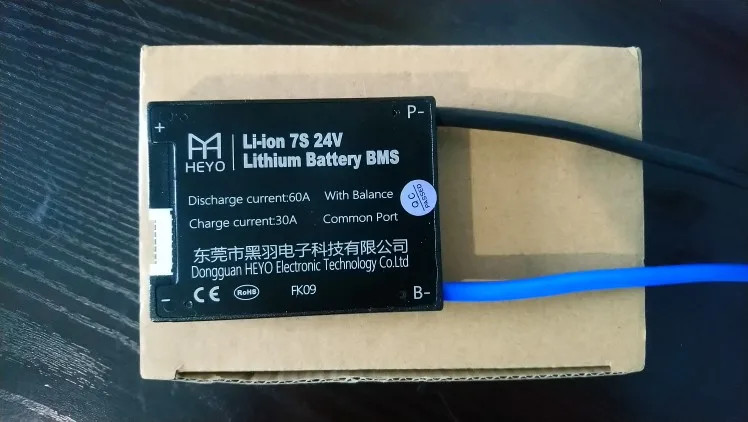 P-
+
HEYO
Li-ion 7S 24V
Lithium Battery BMS
Discharge current:60A With Balance
Charge current:30A Common Port
QC
PASSED
东莞市黑羽电子科技有限公司
Dongguan HEYO Electronic Technology Co.Ltd
- CE RoHS FK09 B-